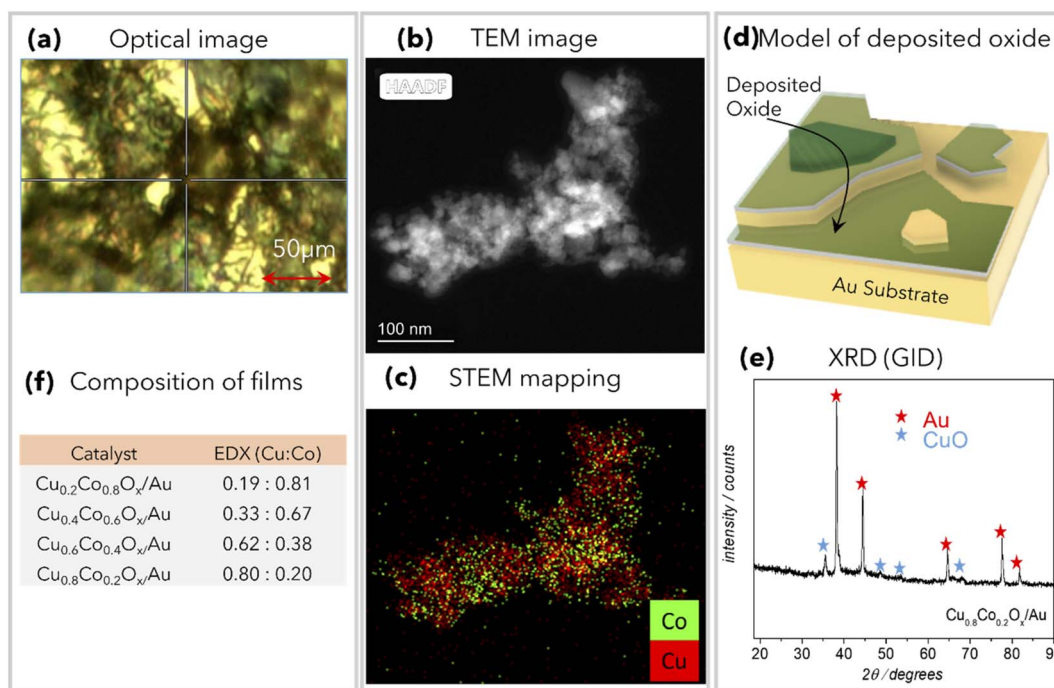 (a) Optical image
50μm
(f) Composition of films
Catalyst EDX (Cu:Co)
Cu0.2Co0.8Ox/Au 0.19 : 0.81
Cu0.4Co0.6Ox/Au 0.33 : 0.67
Cu0.6Co0.4Ox/Au 0.62 : 0.38
Cu0.8Co0.2Ox/Au 0.80 : 0.20
(b) TEM image
HAADF
100 nm
(c) STEM mapping
Co
Cu
(d) Model of deposited oxide
Deposited
Oxide
Au Substrate
(e) XRD (GID)
Au
CuO
intensity / counts
Cu0.8Co0.2Ox/Au
20 30 40 50 60 70 80 90
2θ / degrees